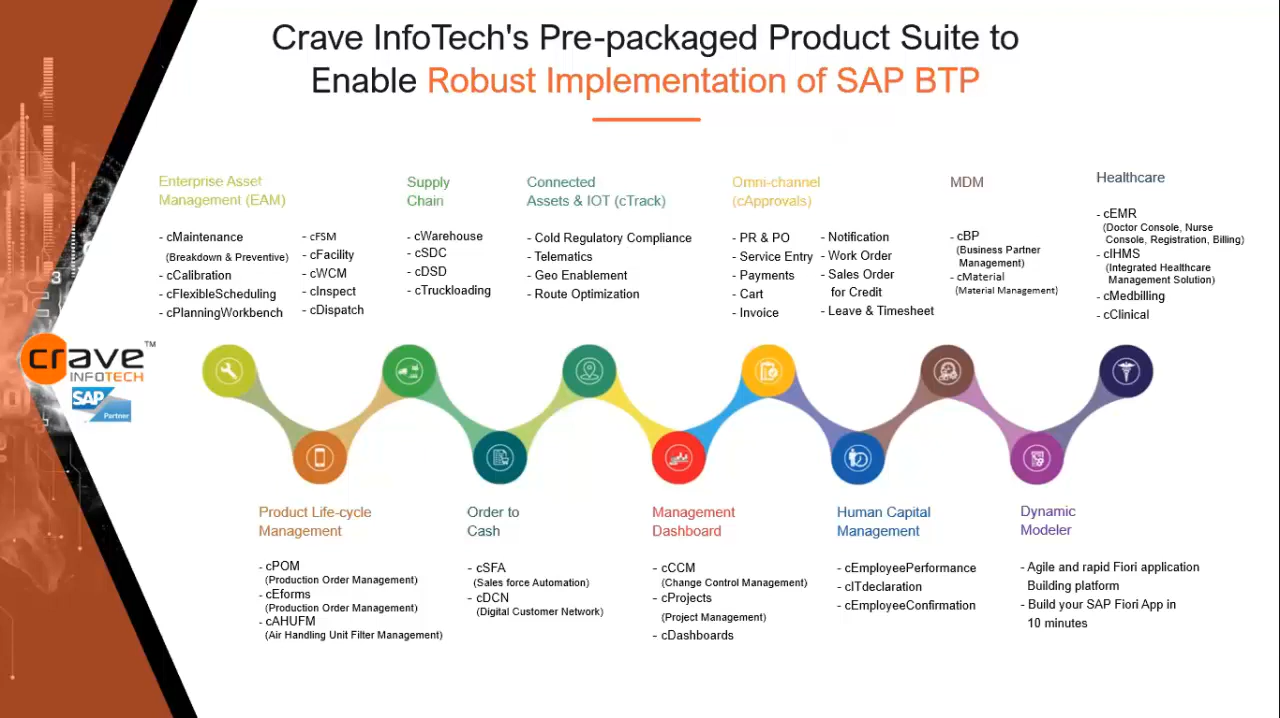 Crave InfoTech's Pre-packaged Product Suite to
Enable Robust Implementation of SAP BTP
Enterprise Asset
Management (EAM)
- cMaintenance
(Breakdown & Preventive)
- cCalibration
- cFlexibleScheduling
- cPlanningWorkbench
- cFSM
- cFacility
- cWCM
- cInspect
- cDispatch
Supply
Chain
- cWarehouse
- cSDC
- cDSD
- cTruckloading
Connected
Assets & IOT (cTrack)
- Cold Regulatory Compliance
- Telematics
- Geo Enablement
- Route Optimization
Omni-channel
(cApprovals)
- PR & PO
- Service Entry
- Payments
- Cart
- Invoice
- Notification
- Work Order
- Sales Order
for Credit
- Leave & Timesheet
MDM
- cBP
(Business Partner
Management)
- cMaterial
(Material Management)
Healthcare
- cEMR
(Doctor Console, Nurse
Console, Registration, Billing)
- cIHMS
(Integrated Healthcare
Management Solution)
- cMedbilling
- cClinical
crave™
INFOTECH
SAP
Partner
Product Life-cycle
Management
- cPOM
(Production Order Management)
- cEforms
(Production Order Management)
- cAHUFM
(Air Handling Unit Filter Management)
Order to
Cash
- cSFA
(Sales force Automation)
- cDCN
(Digital Customer Network)
Management
Dashboard
- cCCM
(Change Control Management)
- cProjects
(Project Management)
- cDashboards
Human Capital
Management
- cEmployeePerformance
- cITdeclaration
- cEmployeeConfirmation
Dynamic
Modeler
- Agile and rapid Fiori application
Building platform
- Build your SAP Fiori App in
10 minutes